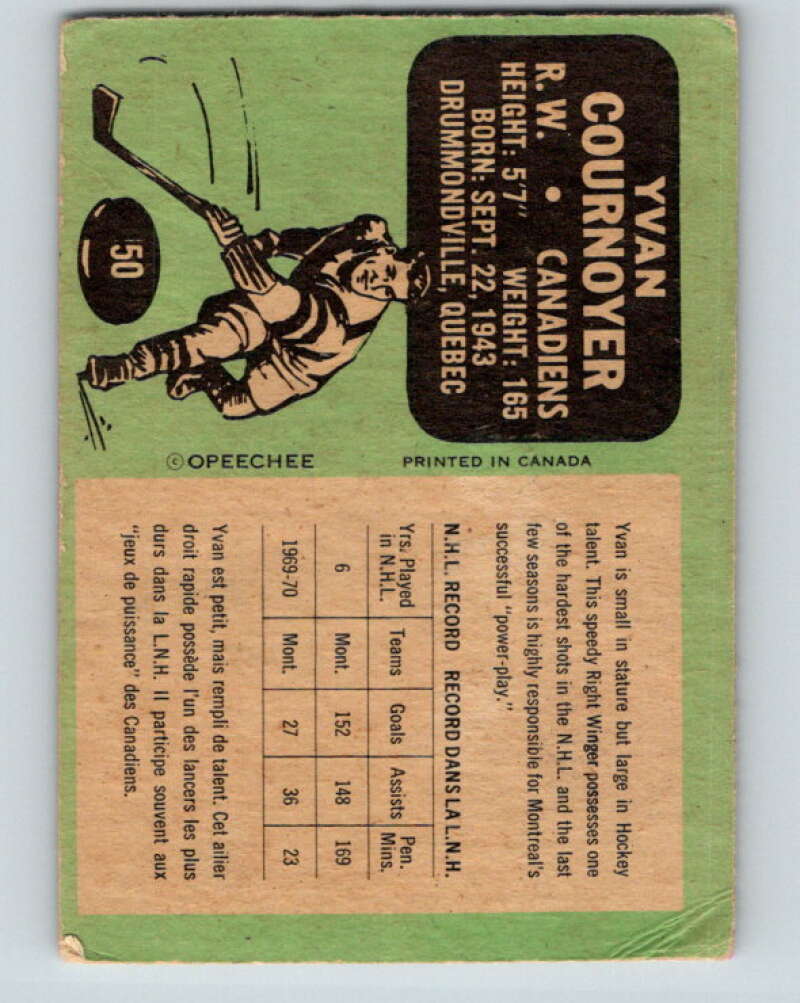 YVAN
COURNOYER
R.W. • CANADIENS
HEIGHT: 5'7" WEIGHT: 165
BORN: SEPT. 22, 1943
DRUMMONDVILLE, QUEBEC
50
© OPEECHEE PRINTED IN CANADA
Yvan is small in stature but large in Hockey
talent. This speedy Right Winger possesses one
of the hardest shots in the N.H.L. and the last
few seasons is highly responsible for Montreal's
successful "power-play."
N.H.L. RECORD RECORD DANS LA L.N.H.
Yrs. Played in N.H.L. Teams Goals Assists Pen. Mins.
6 Mont. 152 148 169
1969-70 Mont. 27 36 23
Yvan est petit, mais rempli de talent. Cet ailier
droit rapide possède l'un des lancers les plus
durs dans la L.N.H. Il participe souvent aux
"jeux de puissance" des Canadiens.